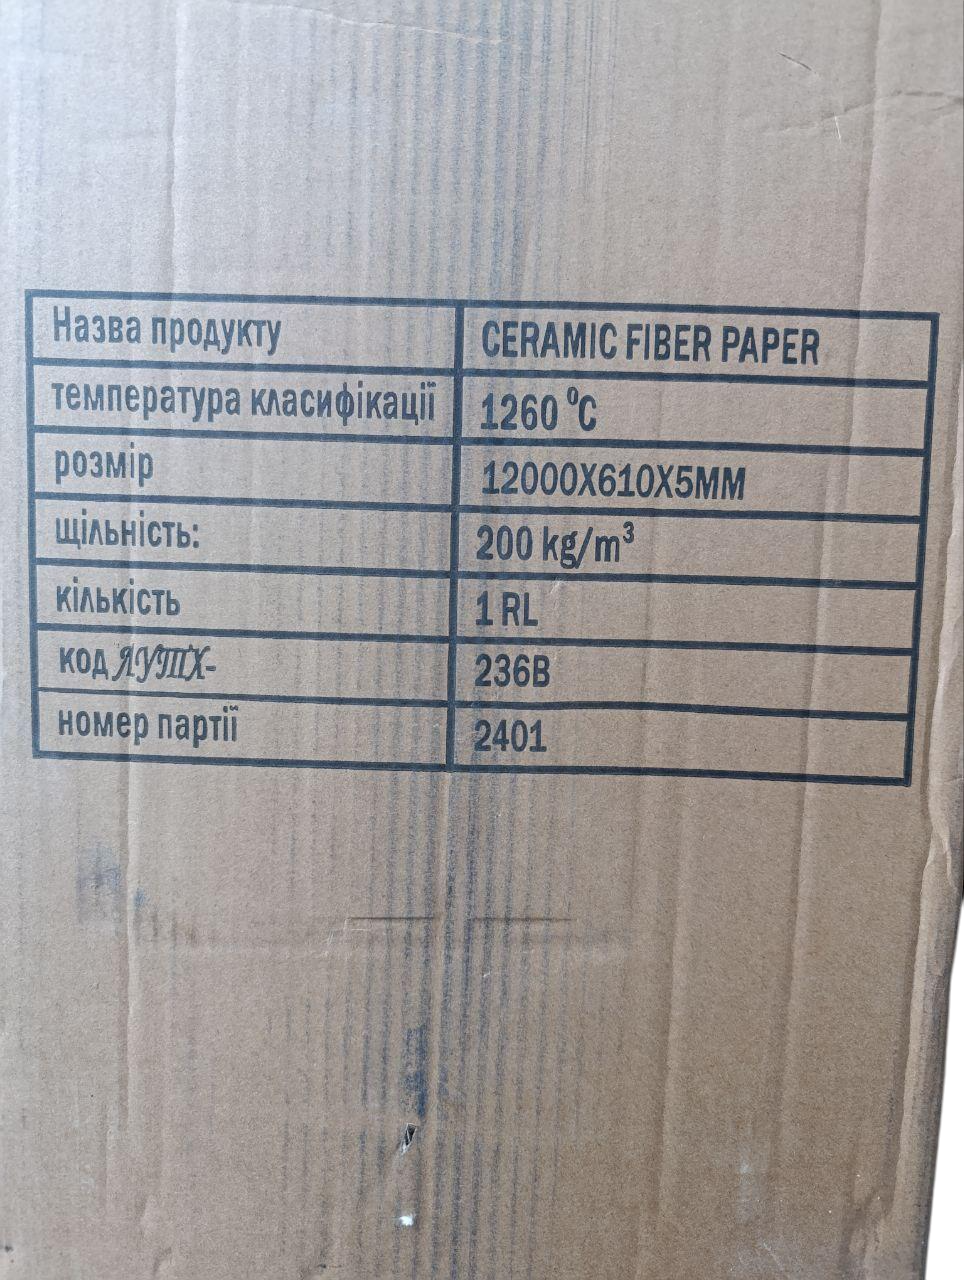 Назва продукту CERAMIC FIBER PAPER
температура класифікації 1260 °C
розмір 12000X610X5MM
щільність: 200 kg/m³
кількість 1 RL
код ЯУТХ- 236B
номер партії 2401